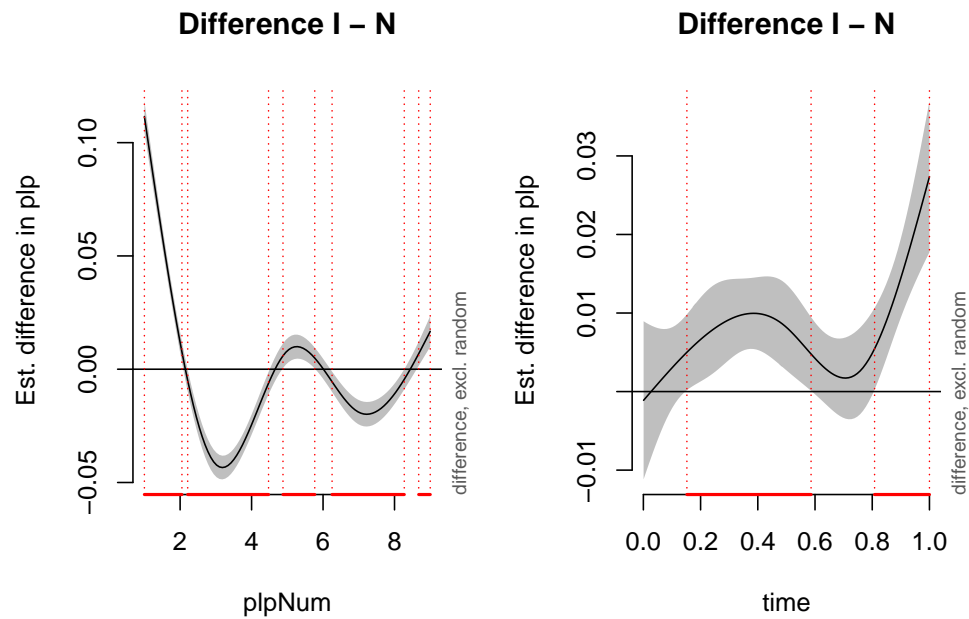 Difference I − N
Est. difference in plp
0.10
0.05
0.00
−0.05
2 4 6 8
plpNum
difference, excl. random
Difference I − N
Est. difference in plp
0.03
0.02
0.01
−0.01
0.0 0.2 0.4 0.6 0.8 1.0
time
difference, excl. random